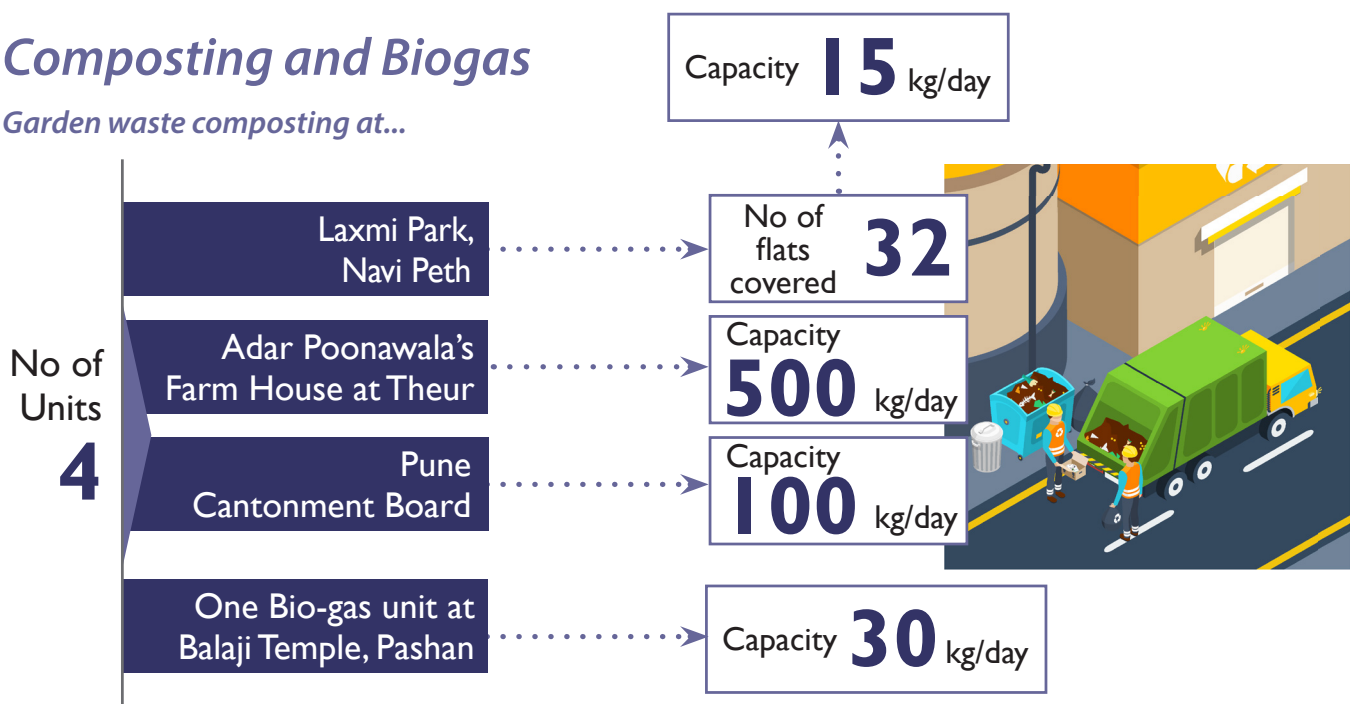 Composting and Biogas
Garden waste composting at...
Capacity 15 kg/day
No of
Units
4
Laxmi Park,
Navi Peth
No of
flats
covered
32
Adar Poonawala's
Farm House at Theur
Capacity
500 kg/day
Pune
Cantonment Board
Capacity
100 kg/day
One Bio-gas unit at
Balaji Temple, Pashan
Capacity 30 kg/day